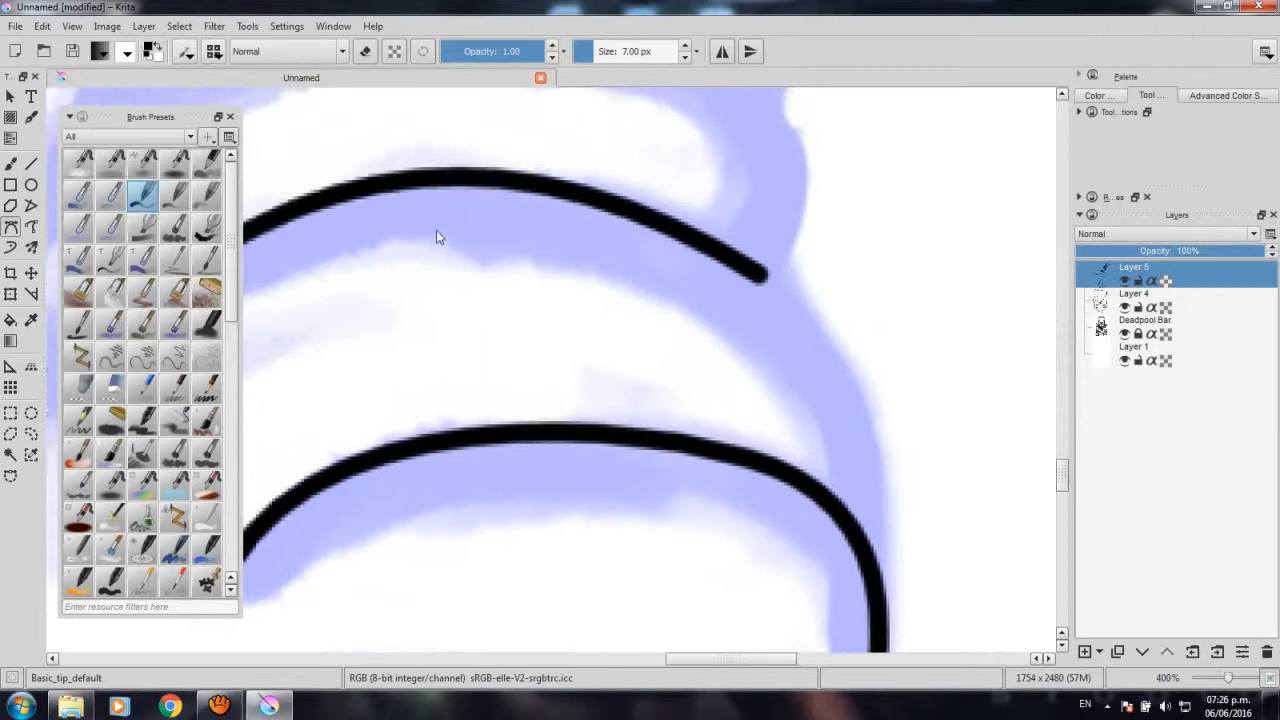 Unnamed [modified] – Krita
File Edit View Image Layer Select Filter Tools Settings Window Help
Normal Opacity: 1.00 Size: 7.00 px
T... Unnamed Palette
Color ... Tool ... Advanced Color S...
Tool...tions
Brush Presets
All
R...es
Layers
Normal
Opacity: 100%
Layer 5
Layer 4
Deadpool Bar.
Layer 1
Enter resource filters here
Basic_tip_default RGB (8-bit integer/channel) sRGB-elle-V2-srgbtrc.icc 1754 x 2480 (57M) 400%
EN 07:26 p.m.
06/06/2016